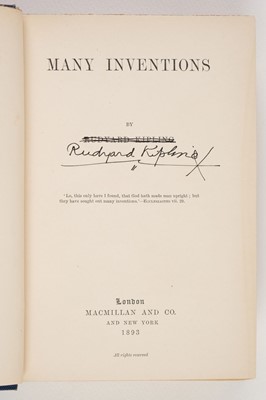 MANY INVENTIONS
BY
RUDYARD KIPLING
Rudyard Kipling
"Lo, this only have I found, that God hath made man upright; but
they have sought out many inventions."—ECCLESIASTES vii. 29.
London
MACMILLAN AND CO.
AND NEW YORK
1893
All rights reserved